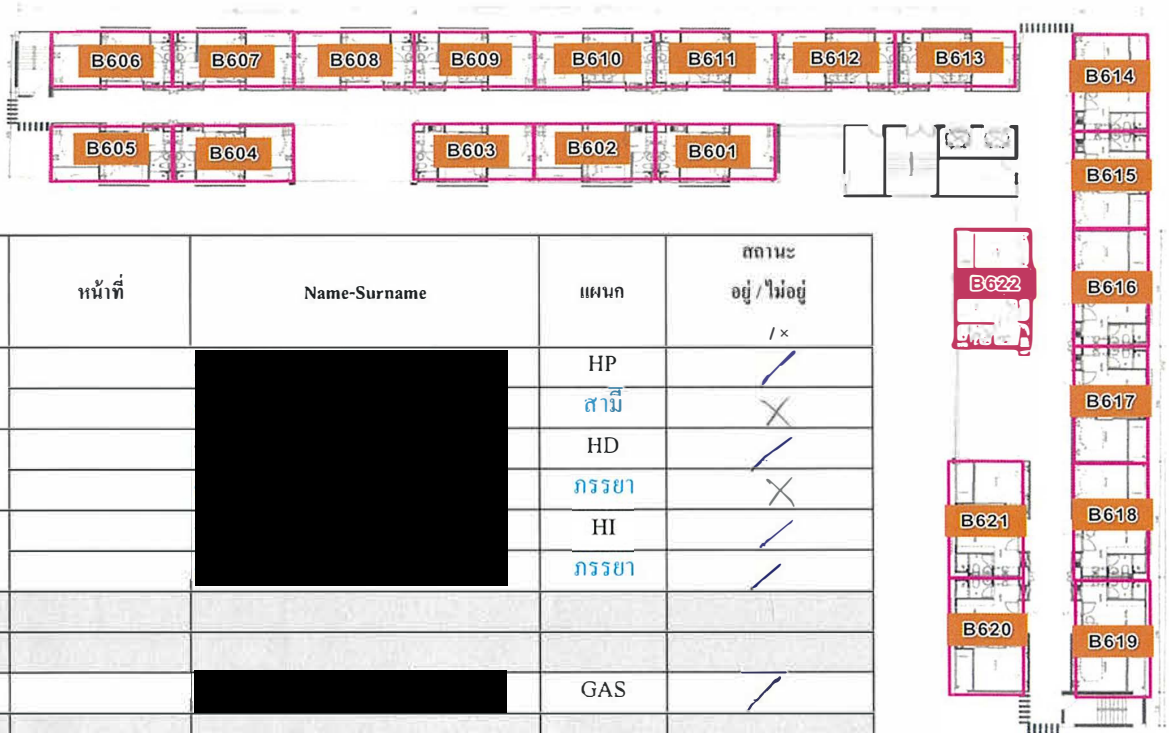 B606 B607 B608 B609 B610 B611 B612 B613
B614
B605 B604 B603 B602 B601
B615
B622 B616
B617
B621 B618
B620 B619
หน้าที่ Name-Surname แผนก สถานะ
อยู่ / ไม่อยู่
/ ×
HP /
สามี ×
HD /
ภรรยา ×
HI /
ภรรยา /
GAS /